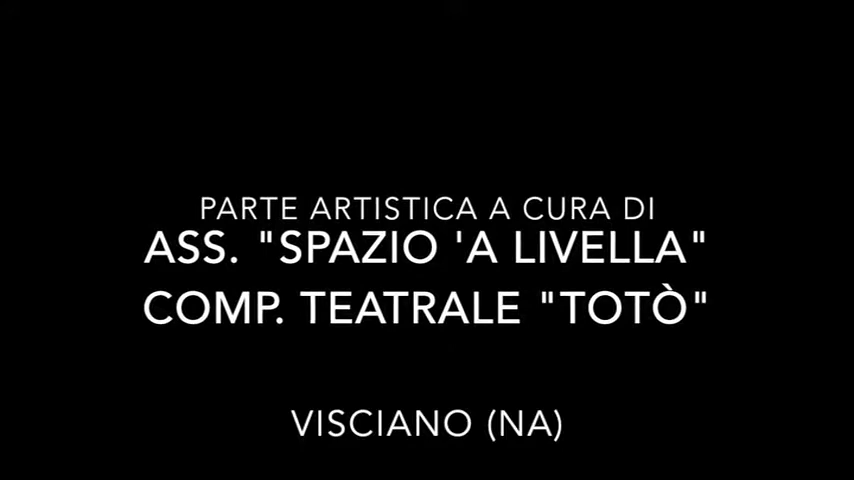 PARTE ARTISTICA A CURA DI
ASS. "SPAZIO 'A LIVELLA"
COMP. TEATRALE "TOTÒ"
VISCIANO (NA)